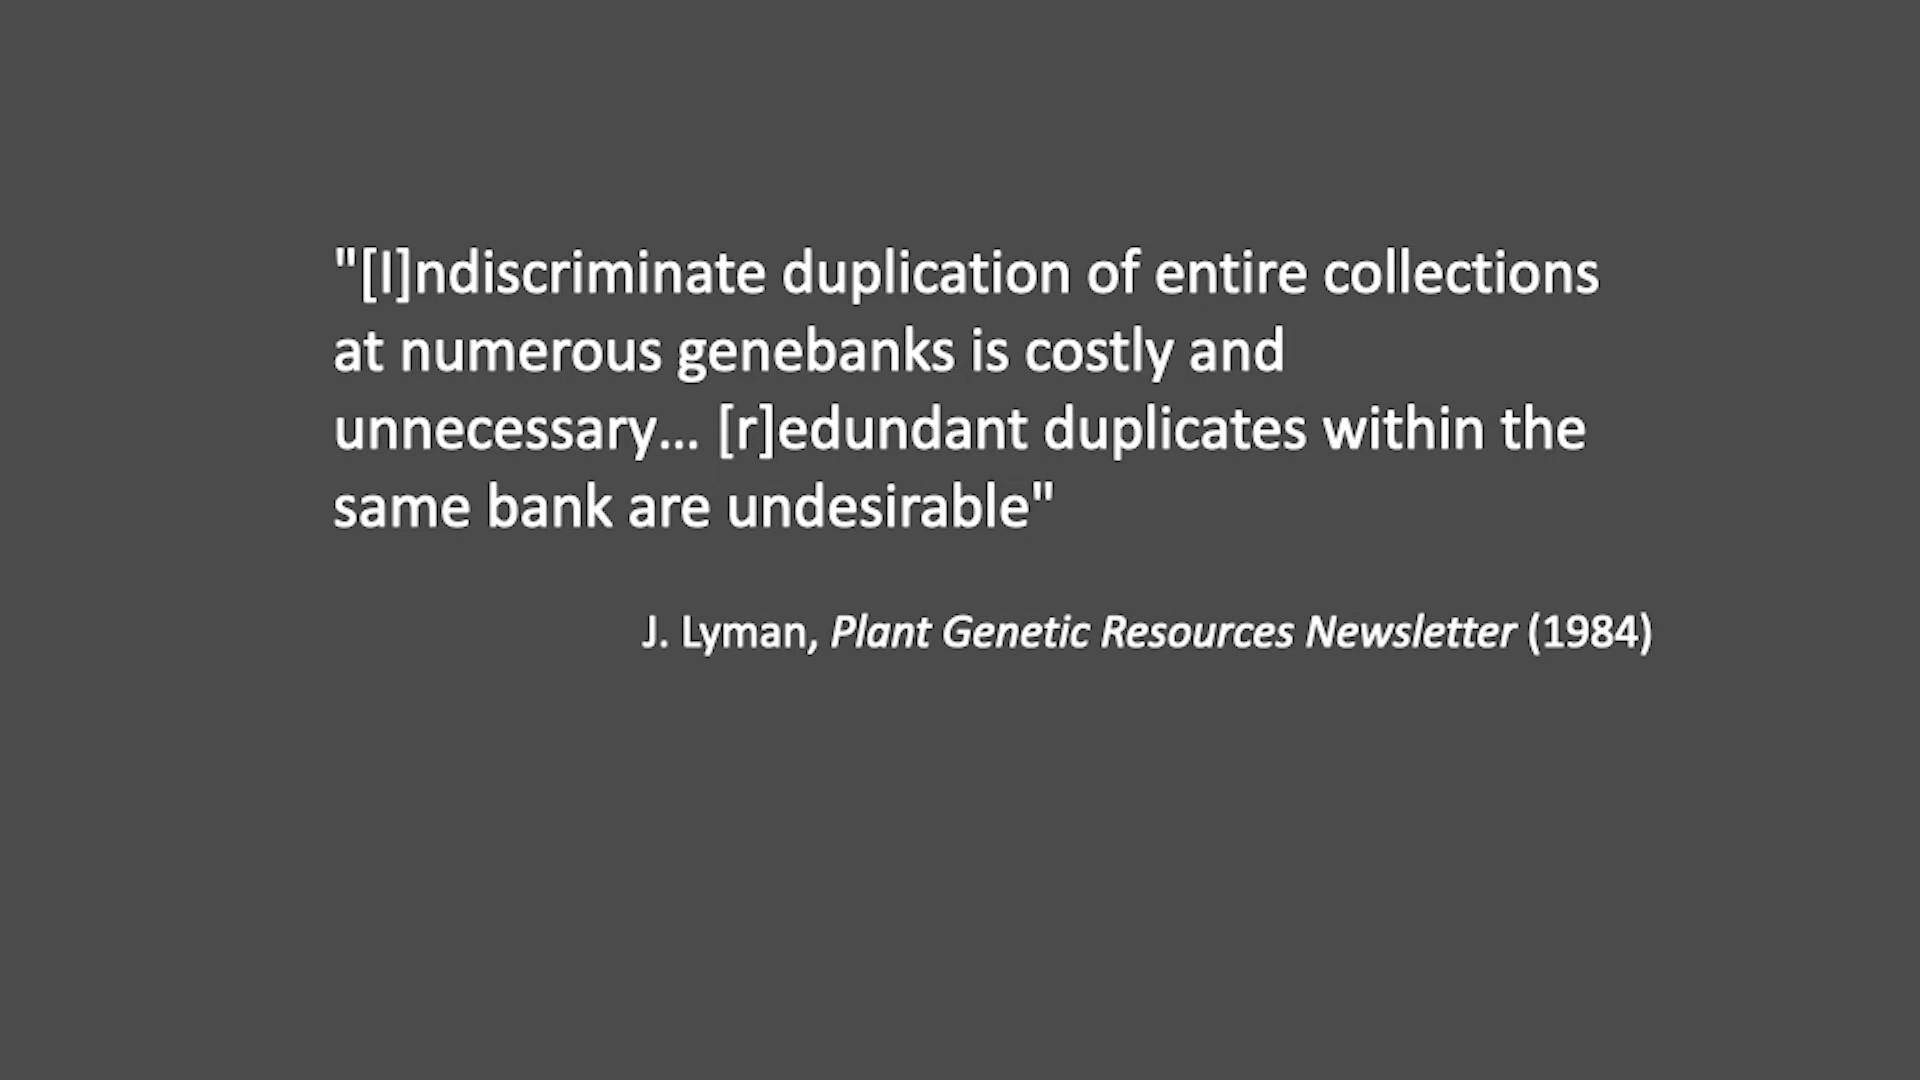 "[I]ndiscriminate duplication of entire collections
at numerous genebanks is costly and
unnecessary... [r]edundant duplicates within the
same bank are undesirable"
J. Lyman, Plant Genetic Resources Newsletter (1984)